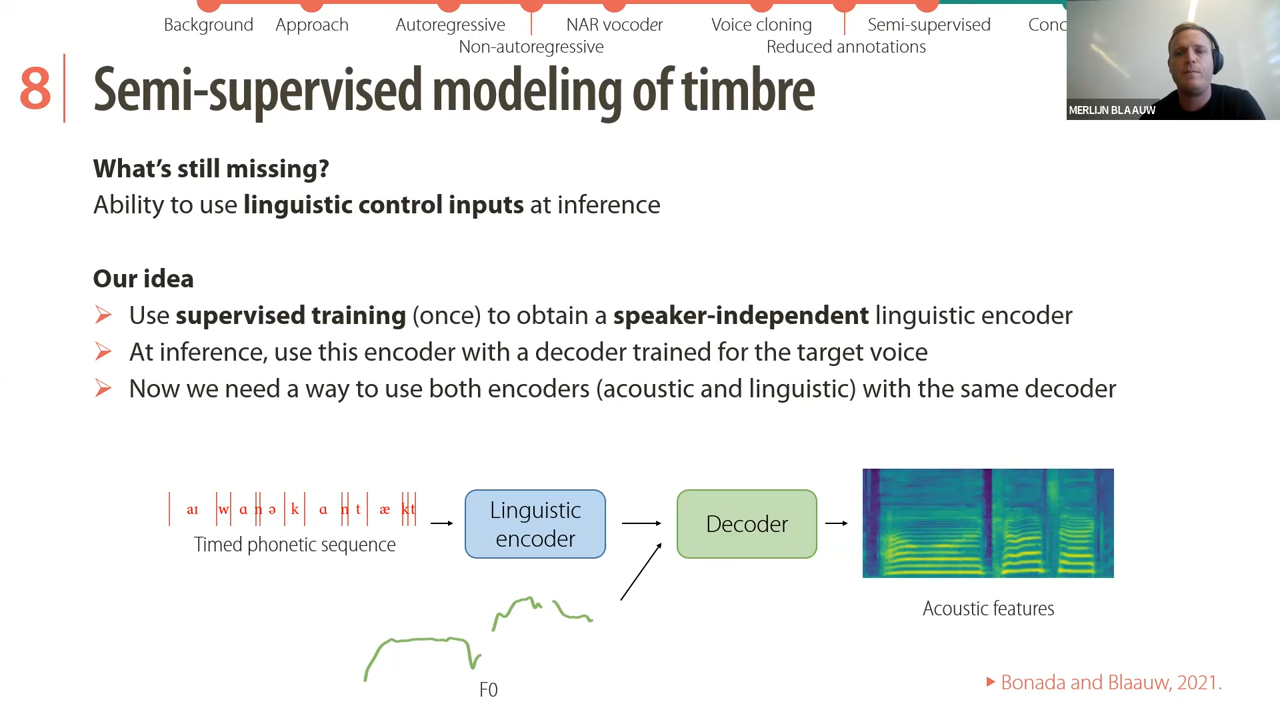 Background Approach Autoregressive NAR vocoder Voice cloning Semi-supervised Conc
Non-autoregressive Reduced annotations
MERLIJN BLAAUW
8 Semi-supervised modeling of timbre
What's still missing?
Ability to use linguistic control inputs at inference
Our idea
➢ Use supervised training (once) to obtain a speaker-independent linguistic encoder
➢ At inference, use this encoder with a decoder trained for the target voice
➢ Now we need a way to use both encoders (acoustic and linguistic) with the same decoder
aɪ w ɑ n ə k ɑ n t æ kt
Timed phonetic sequence
Linguistic
encoder
Decoder
Acoustic features
F0
Bonada and Blaauw, 2021.